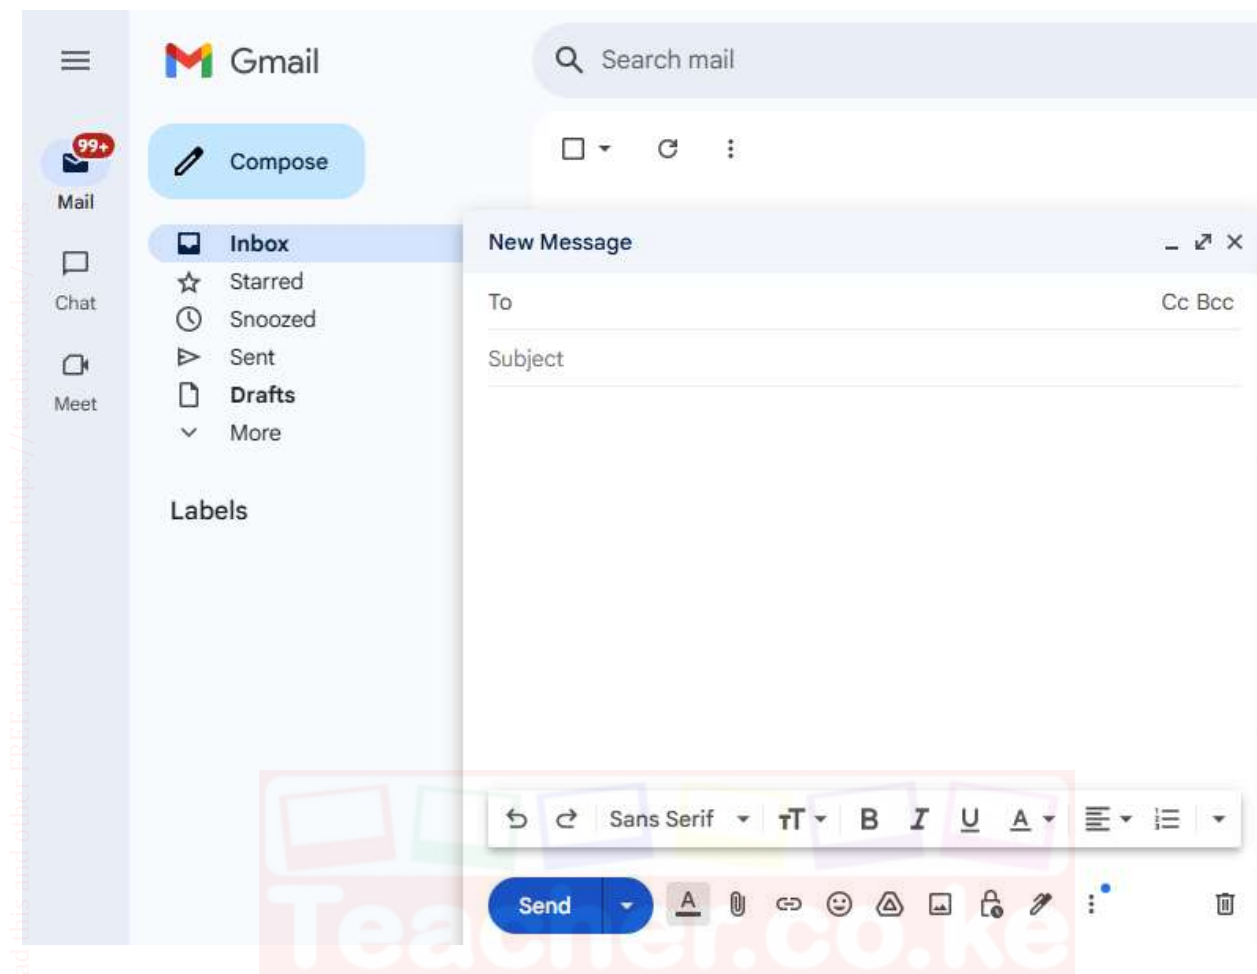 Gmail
Search mail
99+
Compose
Mail
Inbox
New Message
Starred
Chat
To
Cc Bcc
Snoozed
Sent
Subject
Meet
Drafts
More
Labels
Sans Serif
B I U A
Send
A
Teacher.co.ke